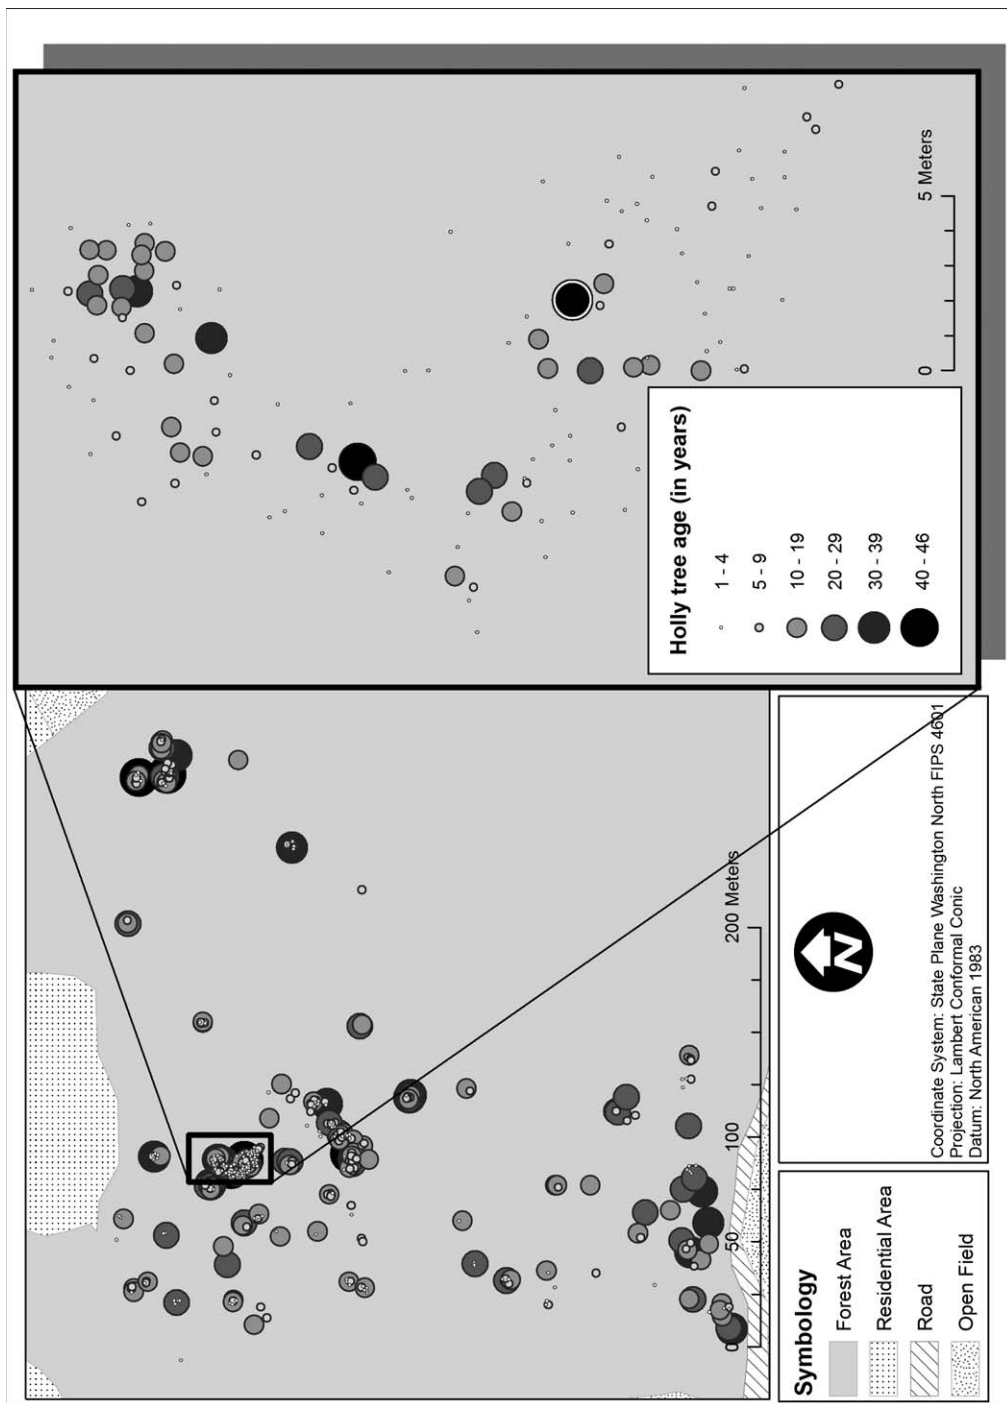 5 Meters
0
Holly tree age (in years)
1 - 4
5 - 9
10 - 19
20 - 29
30 - 39
40 - 46
0
50
100
200 Meters
N
Coordinate System: State Plane Washington North FIPS 4601
Projection: Lambert Conformal Conic
Datum: North American 1983
Symbology
Forest Area
Residential Area
Road
Open Field